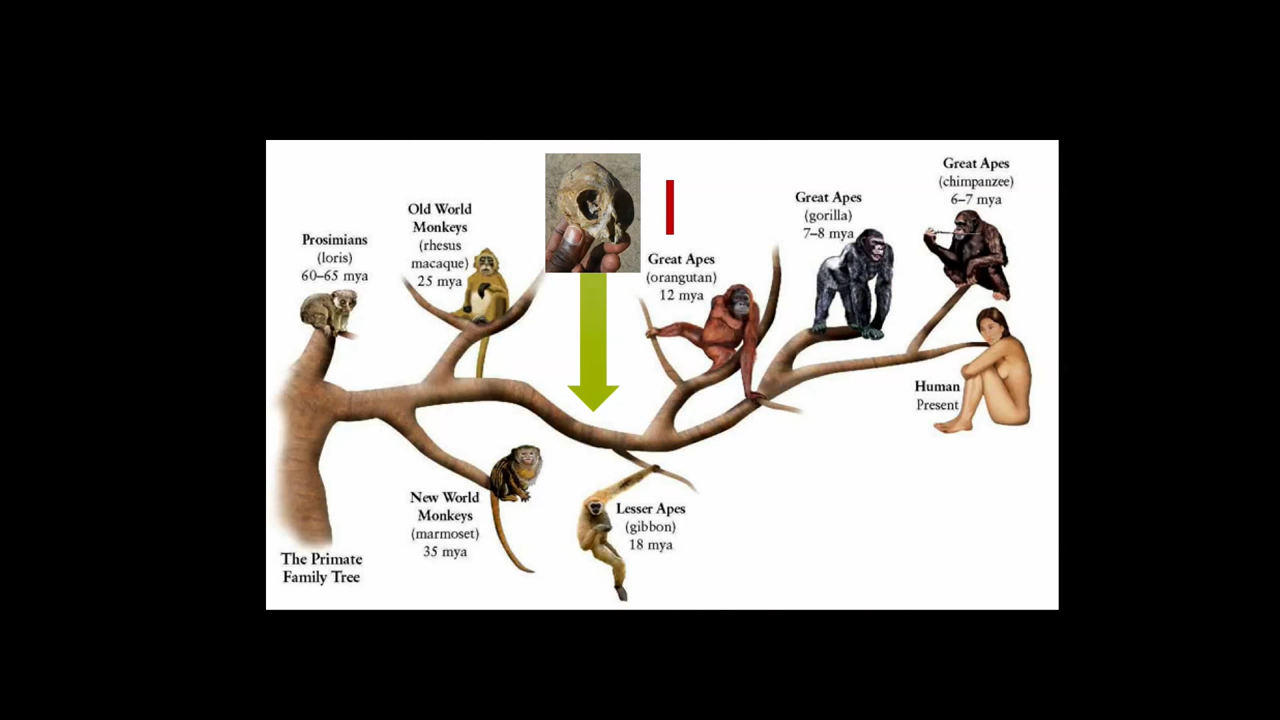 Great Apes
(chimpanzee)
6–7 mya
Great Apes
(gorilla)
7–8 mya
Old World
Monkeys
(rhesus
macaque)
25 mya
Prosimians
(loris)
60–65 mya
Great Apes
(orangutan)
12 mya
Human
Present
New World
Monkeys
(marmoset)
35 mya
Lesser Apes
(gibbon)
18 mya
The Primate
Family Tree